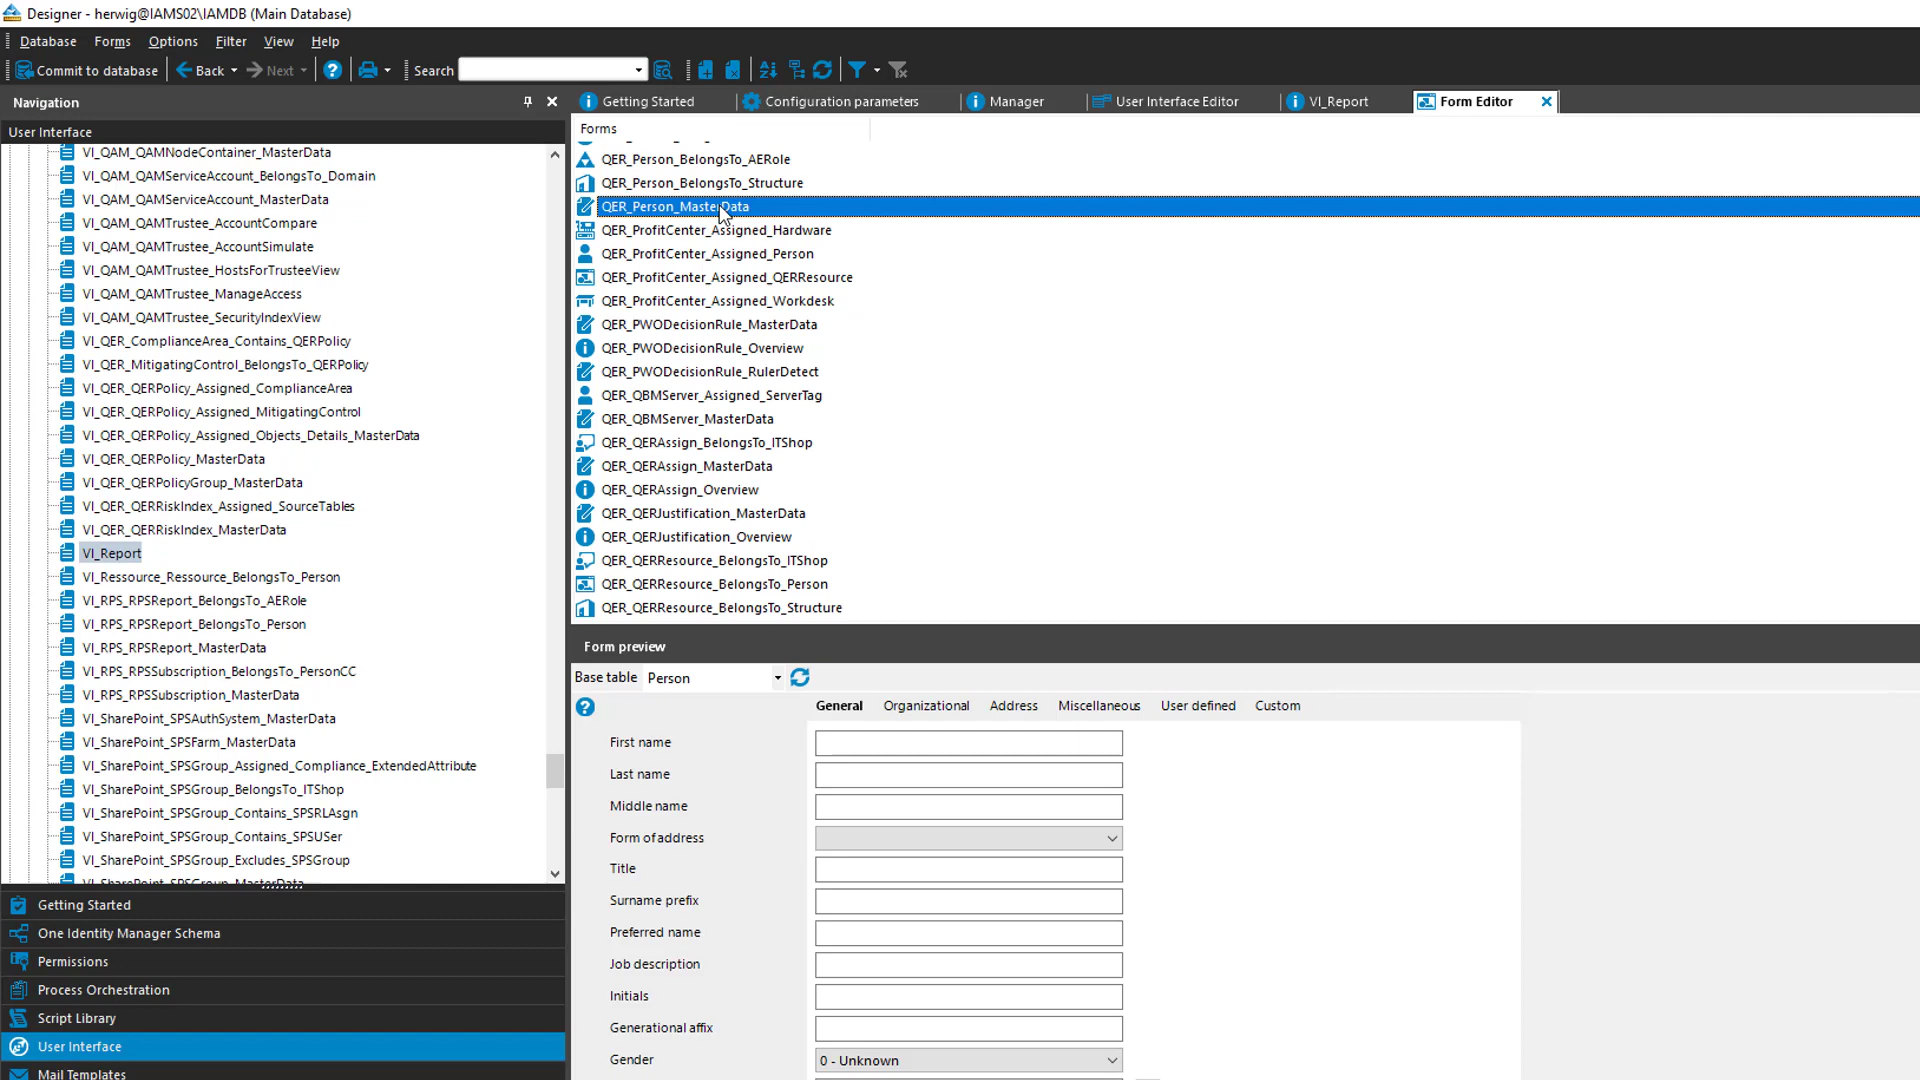 Designer - herwig@IAMS02\IAMDB (Main Database)
Database Forms Options Filter View Help
Commit to database Back Next Search
Navigation
Getting Started Configuration parameters Manager User Interface Editor VI_Report Form Editor
User Interface
VI_QAM_QAMNodeContainer_MasterData
VI_QAM_QAMServiceAccount_BelongsTo_Domain
VI_QAM_QAMServiceAccount_MasterData
VI_QAM_QAMTrustee_AccountCompare
VI_QAM_QAMTrustee_AccountSimulate
VI_QAM_QAMTrustee_HostsForTrusteeView
VI_QAM_QAMTrustee_ManageAccess
VI_QAM_QAMTrustee_SecurityIndexView
VI_QER_ComplianceArea_Contains_QERPolicy
VI_QER_MitigatingControl_BelongsTo_QERPolicy
VI_QER_QERPolicy_Assigned_ComplianceArea
VI_QER_QERPolicy_Assigned_MitigatingControl
VI_QER_QERPolicy_Assigned_Objects_Details_MasterData
VI_QER_QERPolicy_MasterData
VI_QER_QERPolicyGroup_MasterData
VI_QER_QERRiskIndex_Assigned_SourceTables
VI_QER_QERRiskIndex_MasterData
VI_Report
VI_Ressource_Ressource_BelongsTo_Person
VI_RPS_RPSReport_BelongsTo_AERole
VI_RPS_RPSReport_BelongsTo_Person
VI_RPS_RPSReport_MasterData
VI_RPS_RPSSubscription_BelongsTo_PersonCC
VI_RPS_RPSSubscription_MasterData
VI_SharePoint_SPSAuthSystem_MasterData
VI_SharePoint_SPSFarm_MasterData
VI_SharePoint_SPSGroup_Assigned_Compliance_ExtendedAttribute
VI_SharePoint_SPSGroup_BelongsTo_ITShop
VI_SharePoint_SPSGroup_Contains_SPSRLAsgn
VI_SharePoint_SPSGroup_Contains_SPSUSer
VI_SharePoint_SPSGroup_Excludes_SPSGroup
VI_SharePoint_SPSGroup_MasterData
Getting Started
One Identity Manager Schema
Permissions
Process Orchestration
Script Library
User Interface
Mail Templates
Forms
QER_Person_BelongsTo_AERole
QER_Person_BelongsTo_Structure
QER_Person_MasterData
QER_ProfitCenter_Assigned_Hardware
QER_ProfitCenter_Assigned_Person
QER_ProfitCenter_Assigned_QERResource
QER_ProfitCenter_Assigned_Workdesk
QER_PWODecisionRule_MasterData
QER_PWODecisionRule_Overview
QER_PWODecisionRule_RulerDetect
QER_QBMServer_Assigned_ServerTag
QER_QBMServer_MasterData
QER_QERAssign_BelongsTo_ITShop
QER_QERAssign_MasterData
QER_QERAssign_Overview
QER_QERJustification_MasterData
QER_QERJustification_Overview
QER_QERResource_BelongsTo_ITShop
QER_QERResource_BelongsTo_Person
QER_QERResource_BelongsTo_Structure
Form preview
Base table Person
General Organizational Address Miscellaneous User defined Custom
First name
Last name
Middle name
Form of address
Title
Surname prefix
Preferred name
Job description
Initials
Generational affix
Gender 0 - Unknown